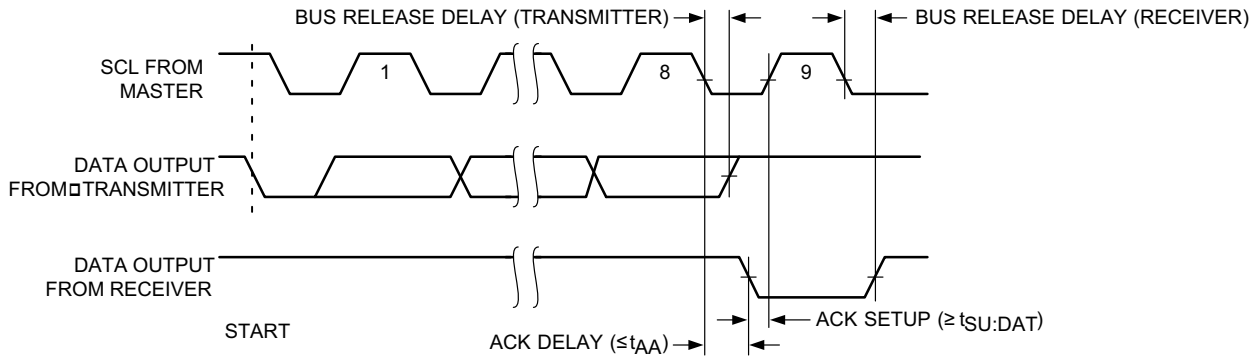 BUS RELEASE DELAY (TRANSMITTER)
BUS RELEASE DELAY (RECEIVER)
SCL FROM
MASTER
1
8
9
DATA OUTPUT
FROM□TRANSMITTER
DATA OUTPUT
FROM RECEIVER
START
ACK SETUP (≥ tSU:DAT)
ACK DELAY (≤tAA)